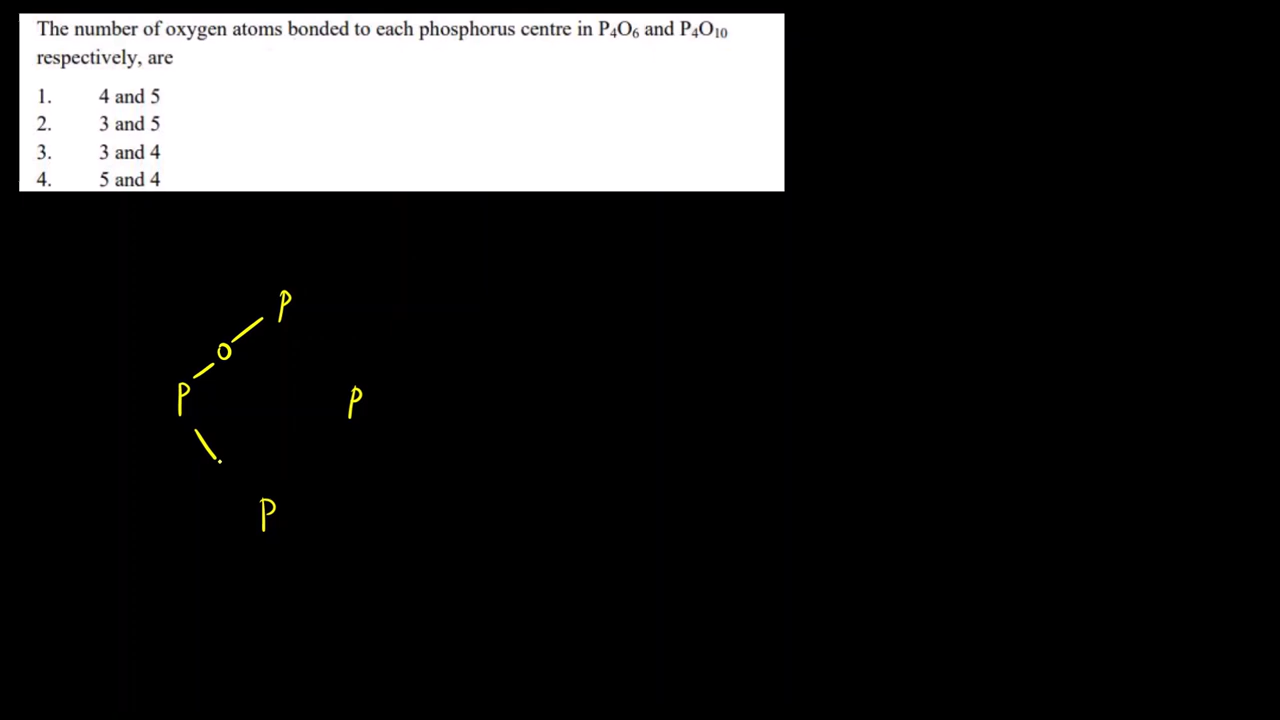 The number of oxygen atoms bonded to each phosphorus centre in P₄O₆ and P₄O₁₀
respectively, are
1. 4 and 5
2. 3 and 5
3. 3 and 4
4. 5 and 4
P
O
P
P
P